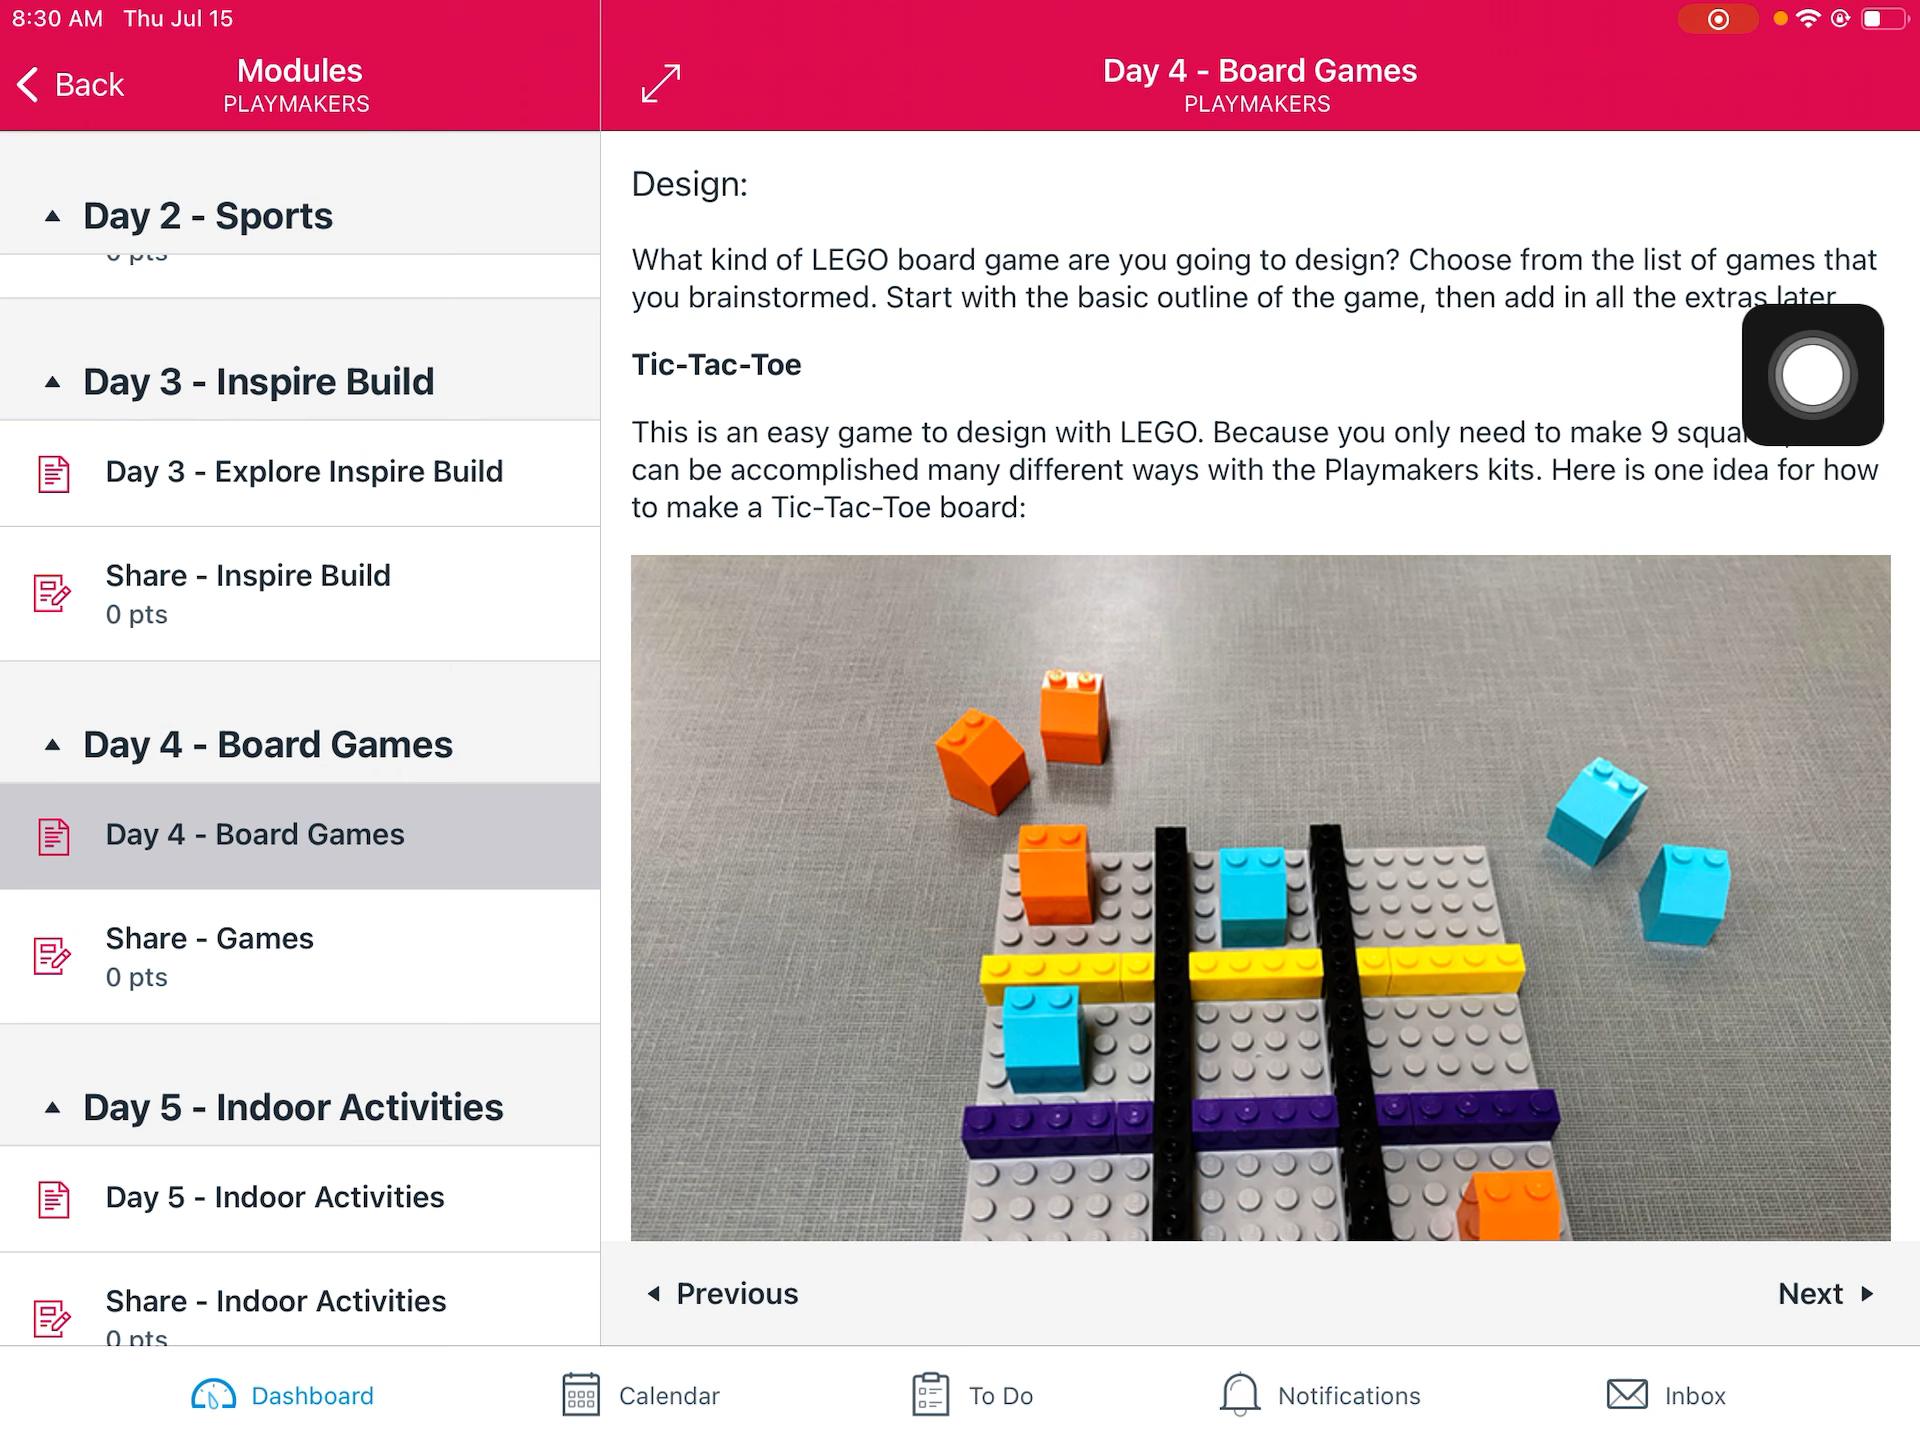 8:30 AM Thu Jul 15
Back
Modules
PLAYMAKERS
Day 4 - Board Games
PLAYMAKERS
Day 2 - Sports
0 pts
Day 3 - Inspire Build
Day 3 - Explore Inspire Build
Share - Inspire Build
0 pts
Day 4 - Board Games
Day 4 - Board Games
Share - Games
0 pts
Day 5 - Indoor Activities
Day 5 - Indoor Activities
Share - Indoor Activities
0 pts
Design:
What kind of LEGO board game are you going to design? Choose from the list of games that
you brainstormed. Start with the basic outline of the game, then add in all the extras later
Tic-Tac-Toe
This is an easy game to design with LEGO. Because you only need to make 9
can be accomplished many different ways with the Playmakers kits. Here is one idea for how
to make a Tic-Tac-Toe board:
Previous
Next
Dashboard
Calendar
To Do
Notifications
Inbox